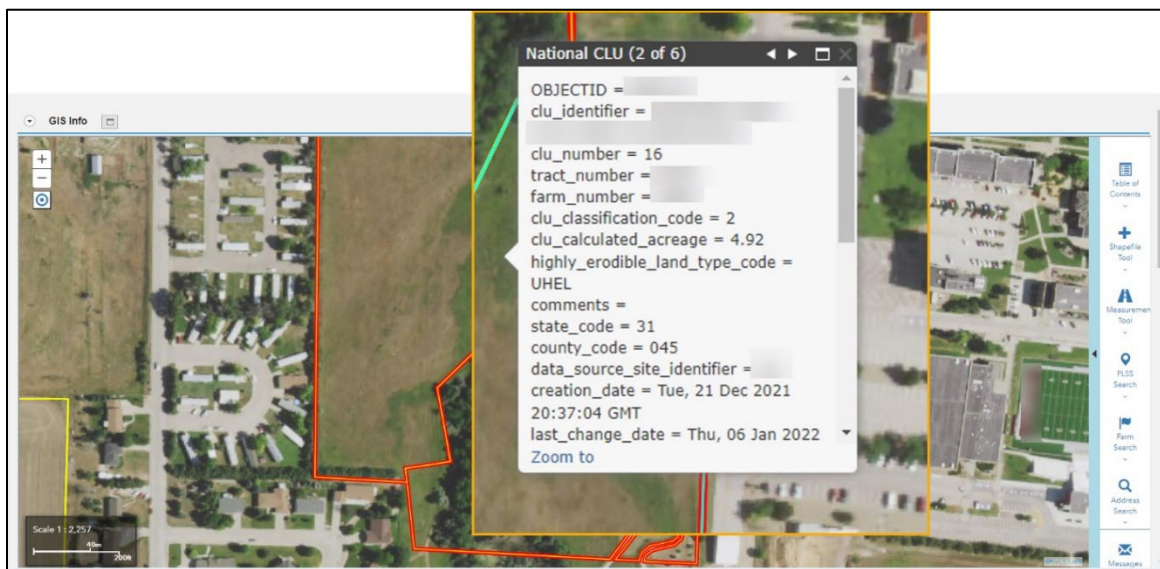 National CLU (2 of 6)
OBJECTID =
clu_identifier =
clu_number = 16
tract_number =
farm_number =
clu_classification_code = 2
clu_calculated_acreage = 4.92
highly_erodible_land_type_code =
UHEL
comments =
state_code = 31
county_code = 045
data_source_site_identifier =
creation_date = Tue, 21 Dec 2021
20:37:04 GMT
last_change_date = Thu, 06 Jan 2022
Zoom to
GIS Info
+
−
Scale 1 : 2,257
40m
200ft
Table of
Contents
Shapefile
Tool
Measuremen
Tool
PLSS
Search
Farm
Search
Address
Search
Messages